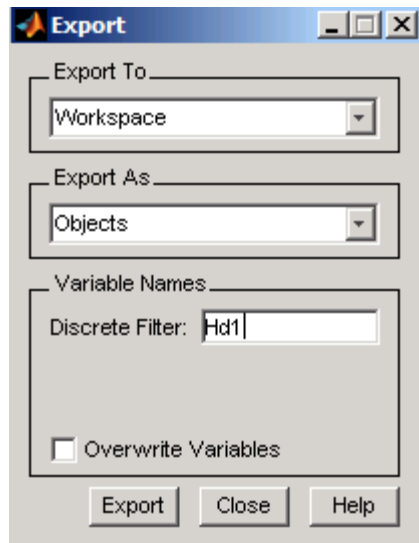 Export
Export To
Workspace
Export As
Objects
Variable Names
Discrete Filter: Hd1
Overwrite Variables
Export Close Help